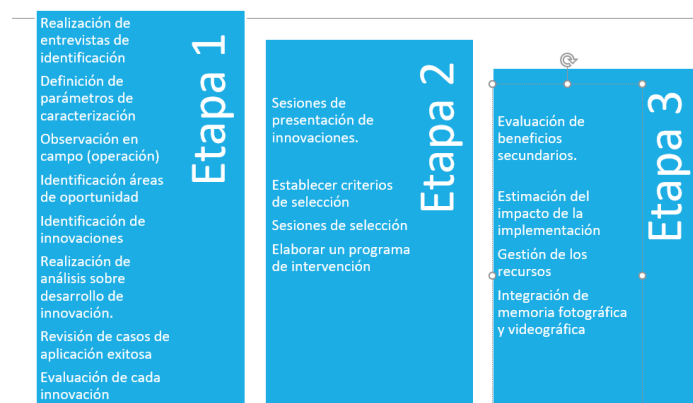 Realización de
entrevistas de
identificación
Definición de
parámetros de
caracterización
Observación en
campo (operación)
Identificación áreas
de oportunidad
Identificación de
innovaciones
Realización de
análisis sobre
desarrollo de
innovación.
Revisión de casos de
aplicación exitosa
Evaluación de cada
innovación
Etapa 1
Sesiones de
presentación de
innovaciones.
Establecer criterios
de selección
Sesiones de selección
Elaborar un programa
de intervención
Etapa 2
Evaluación de
beneficios
secundarios.
Estimación del
impacto de la
implementación
Gestión de los
recursos
Integración de
memoria fotográfica
y videográfica
Etapa 3